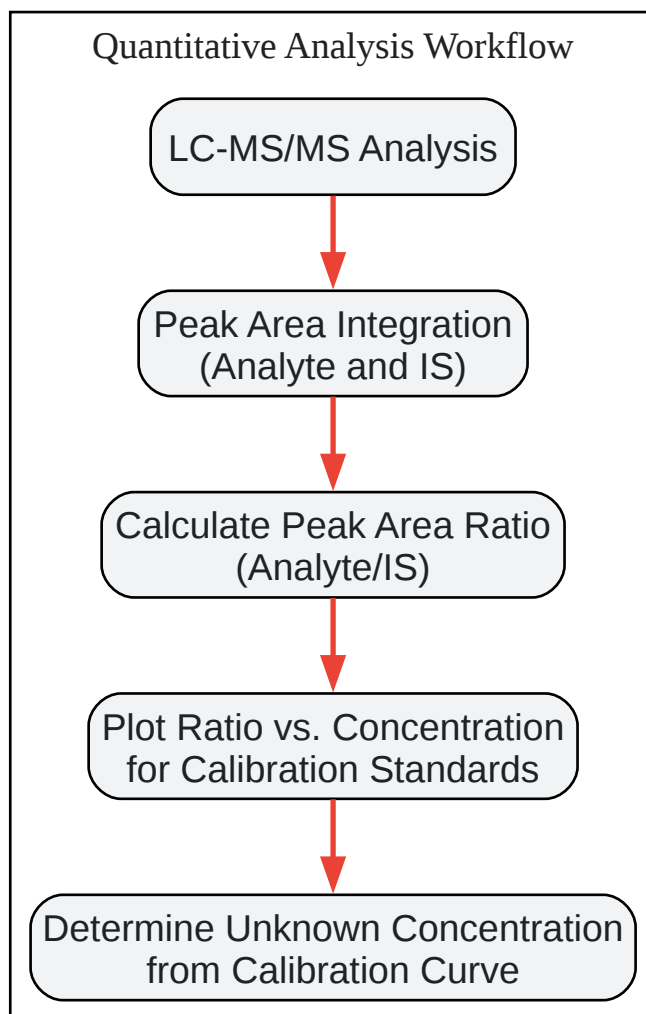 Quantitative Analysis Workflow
LC-MS/MS Analysis
Peak Area Integration
(Analyte and IS)
Calculate Peak Area Ratio
(Analyte/IS)
Plot Ratio vs. Concentration
for Calibration Standards
Determine Unknown Concentration
from Calibration Curve